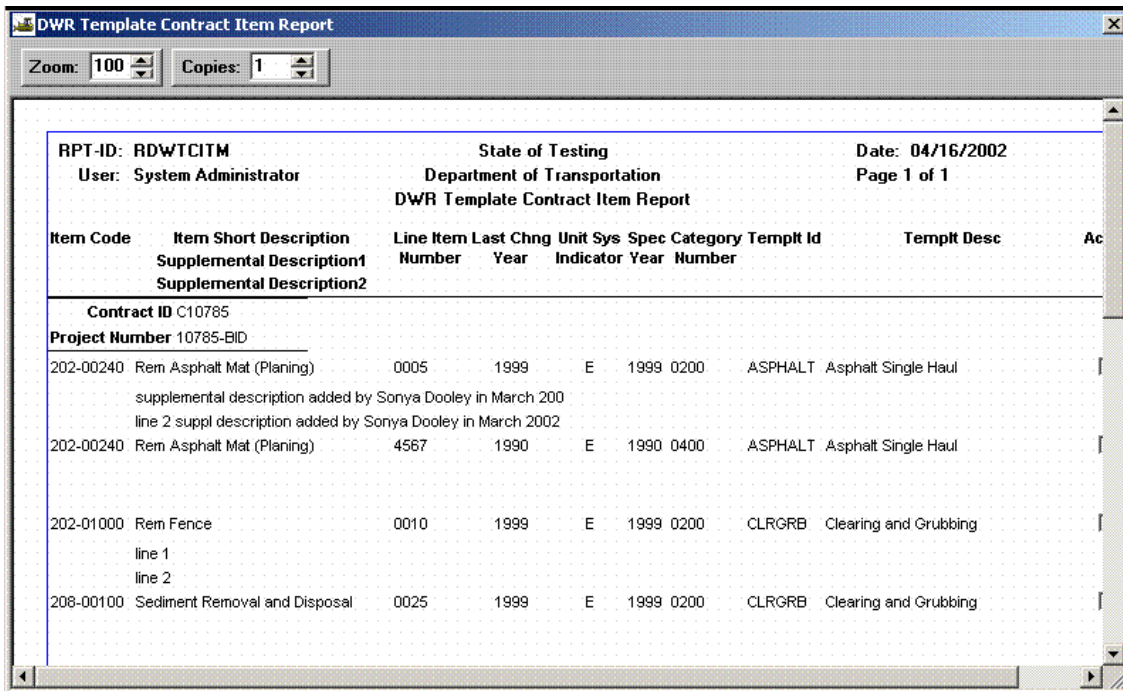 DWR Template Contract Item Report
Zoom: 100 Copies: 1
RPT-ID: RDWTCITM State of Testing Date: 04/16/2002
User: System Administrator Department of Transportation Page 1 of 1
DWR Template Contract Item Report
Item Code Item Short Description Line Item Last Chng Unit Sys Spec Category Templt Id Templt Desc Ac
Supplemental Description1 Number Year Indicator Year Number
Supplemental Description2
Contract ID C10785
Project Number 10785-BID
202-00240 Rem Asphalt Mat (Planing) 0005 1999 E 1999 0200 ASPHALT Asphalt Single Haul
supplemental description added by Sonya Dooley in March 200
line 2 suppl description added by Sonya Dooley in March 2002
202-00240 Rem Asphalt Mat (Planing) 4567 1990 E 1990 0400 ASPHALT Asphalt Single Haul
202-01000 Rem Fence 0010 1999 E 1999 0200 CLRGRB Clearing and Grubbing
line 1
line 2
208-00100 Sediment Removal and Disposal 0025 1999 E 1999 0200 CLRGRB Clearing and Grubbing